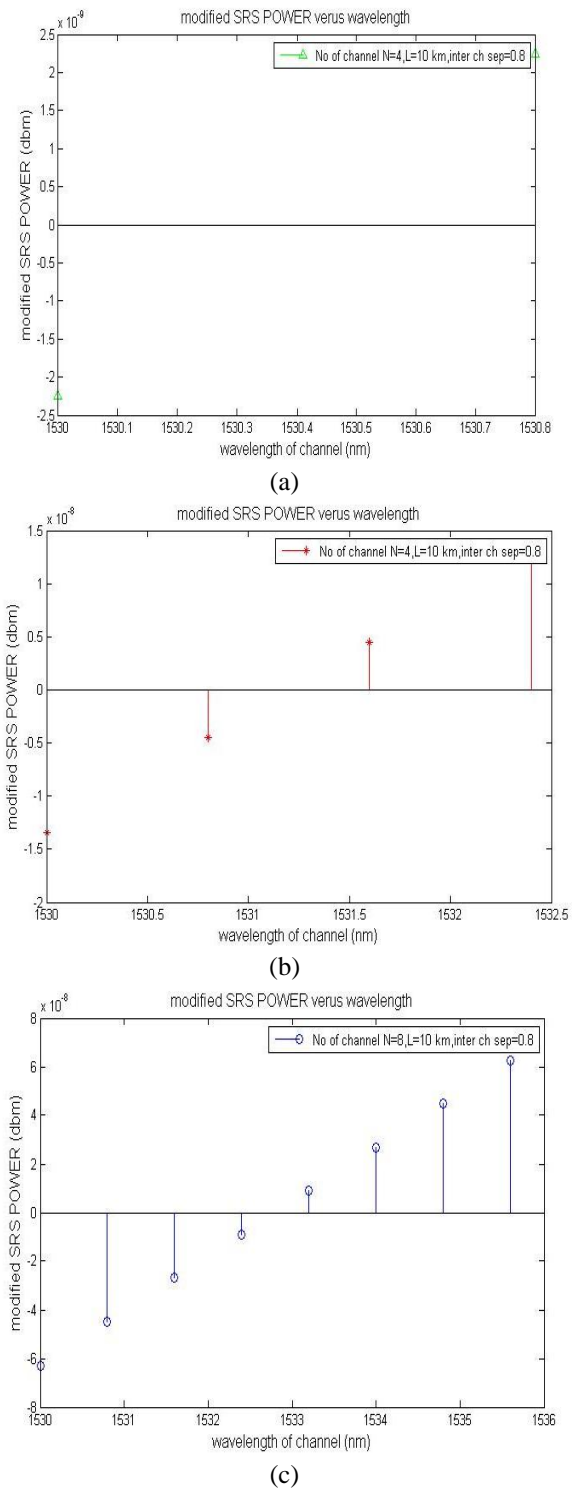 modified SRS POWER verus wavelength
x 10^-9
No of channel N=4,L=10 km,inter ch sep=0.8
modified SRS POWER (dbm)
2.5
2
1.5
1
0.5
0
-0.5
-1
-1.5
-2
-2.5
1530 1530.1 1530.2 1530.3 1530.4 1530.5 1530.6 1530.7 1530.8
wavelength of channel (nm)
(a)
modified SRS POWER verus wavelength
x 10^-8
No of channel N=4,L=10 km,inter ch sep=0.8
modified SRS POWER (dbm)
1.5
1
0.5
0
-0.5
-1
-1.5
-2
1530 1530.5 1531 1531.5 1532 1532.5
wavelength of channel (nm)
(b)
modified SRS POWER verus wavelength
x 10^-8
No of channel N=8,L=10 km,inter ch sep=0.8
modified SRS POWER (dbm)
8
6
4
2
0
-2
-4
-6
-8
1530 1531 1532 1533 1534 1535 1536
wavelength of channel (nm)
(c)